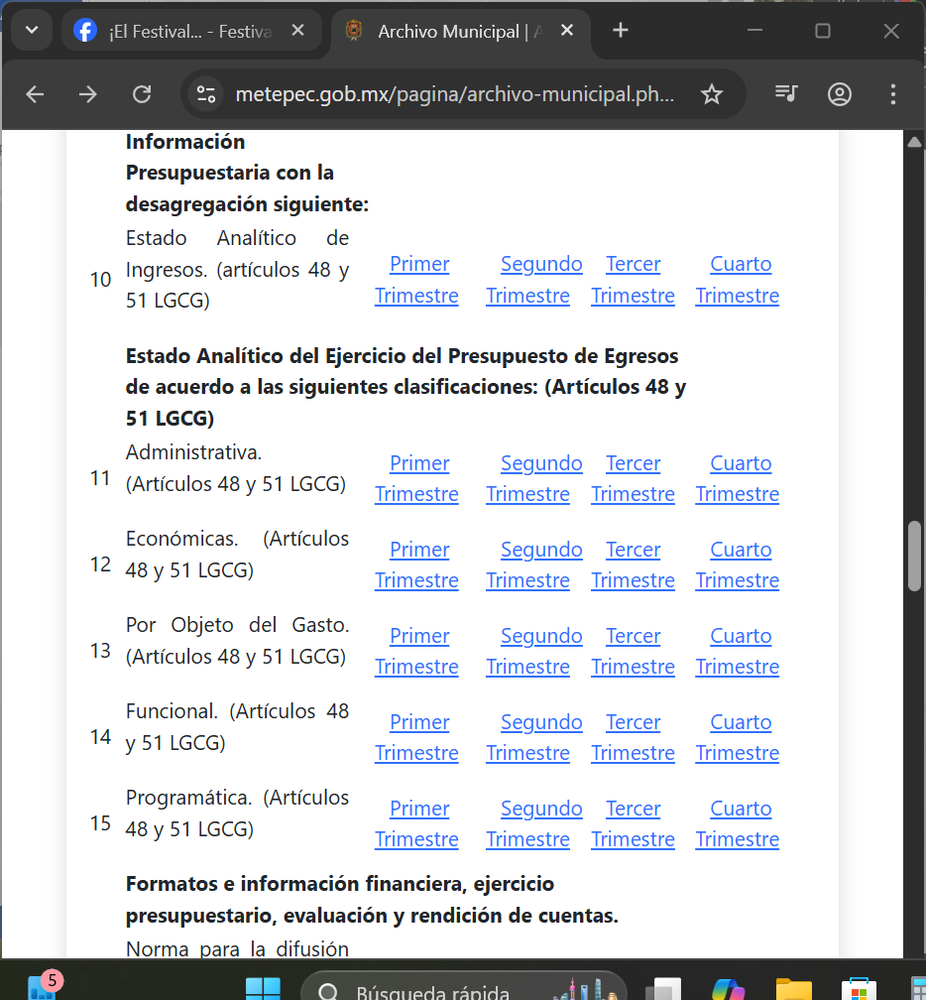 ¡El Festival... - Festiva
Archivo Municipal |
metepec.gob.mx/pagina/archivo-municipal.ph...
Información
Presupuestaria con la
desagregación siguiente:
10 Estado Analítico de Ingresos. (artículos 48 y 51 LGCG) Primer Trimestre Segundo Trimestre Tercer Trimestre Cuarto Trimestre
Estado Analítico del Ejercicio del Presupuesto de Egresos
de acuerdo a las siguientes clasificaciones: (Artículos 48 y
51 LGCG)
11 Administrativa. (Artículos 48 y 51 LGCG) Primer Trimestre Segundo Trimestre Tercer Trimestre Cuarto Trimestre
12 Económicas. (Artículos 48 y 51 LGCG) Primer Trimestre Segundo Trimestre Tercer Trimestre Cuarto Trimestre
13 Por Objeto del Gasto. (Artículos 48 y 51 LGCG) Primer Trimestre Segundo Trimestre Tercer Trimestre Cuarto Trimestre
14 Funcional. (Artículos 48 y 51 LGCG) Primer Trimestre Segundo Trimestre Tercer Trimestre Cuarto Trimestre
15 Programática. (Artículos 48 y 51 LGCG) Primer Trimestre Segundo Trimestre Tercer Trimestre Cuarto Trimestre
Formatos e información financiera, ejercicio
presupuestario, evaluación y rendición de cuentas.
Norma para la difusión
5
Búsqueda rápida